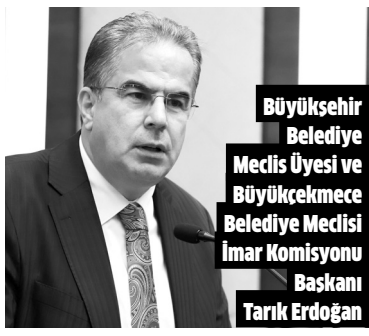 Büyükşehir
Belediye
Meclis Üyesi ve
Büyükçekmece
Belediye Meclisi
İmar Komisyonu
Başkanı
Tarık Erdoğan